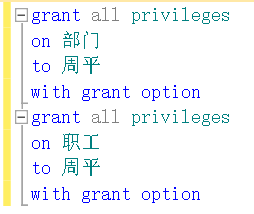 grant all privileges
on 部门
to 周平
with grant option
grant all privileges
on 职工
to 周平
with grant option